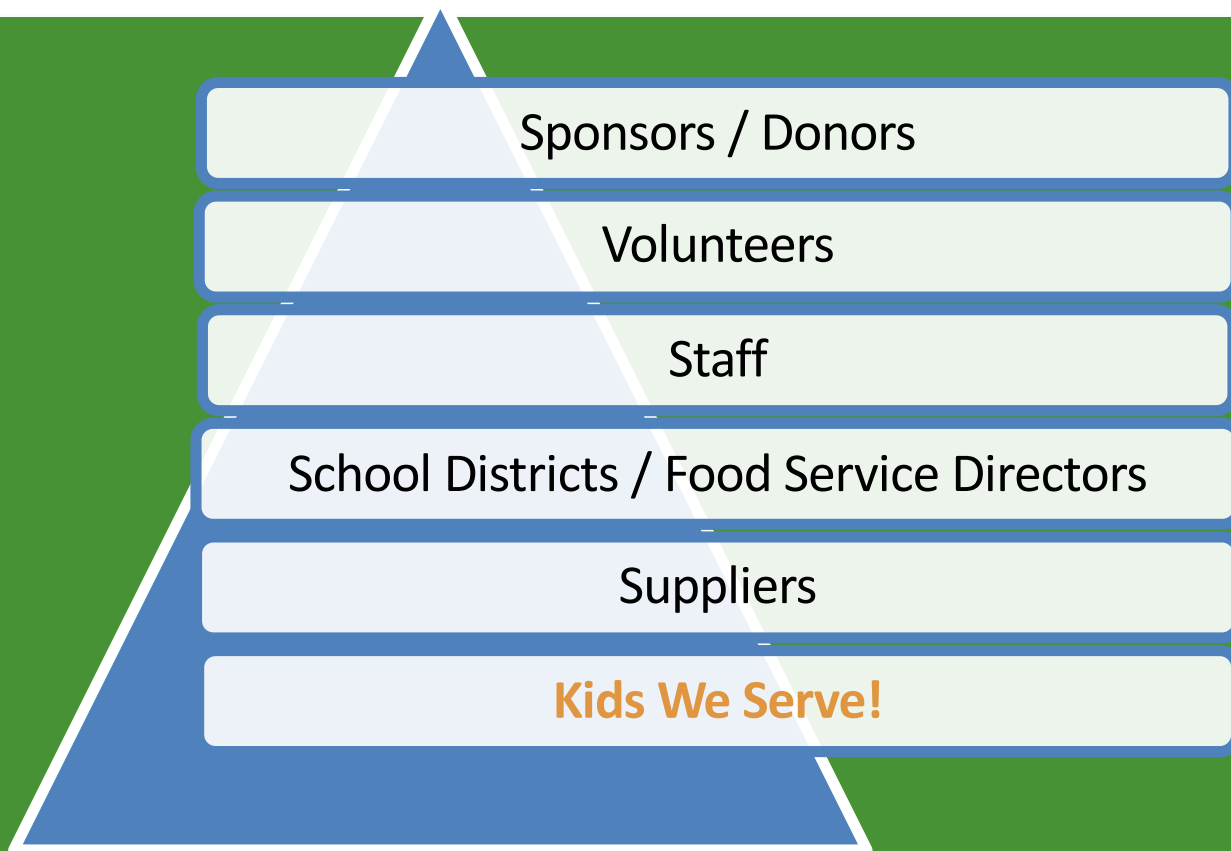 Sponsors / Donors
Volunteers
Staff
School Districts / Food Service Directors
Suppliers
Kids We Serve!